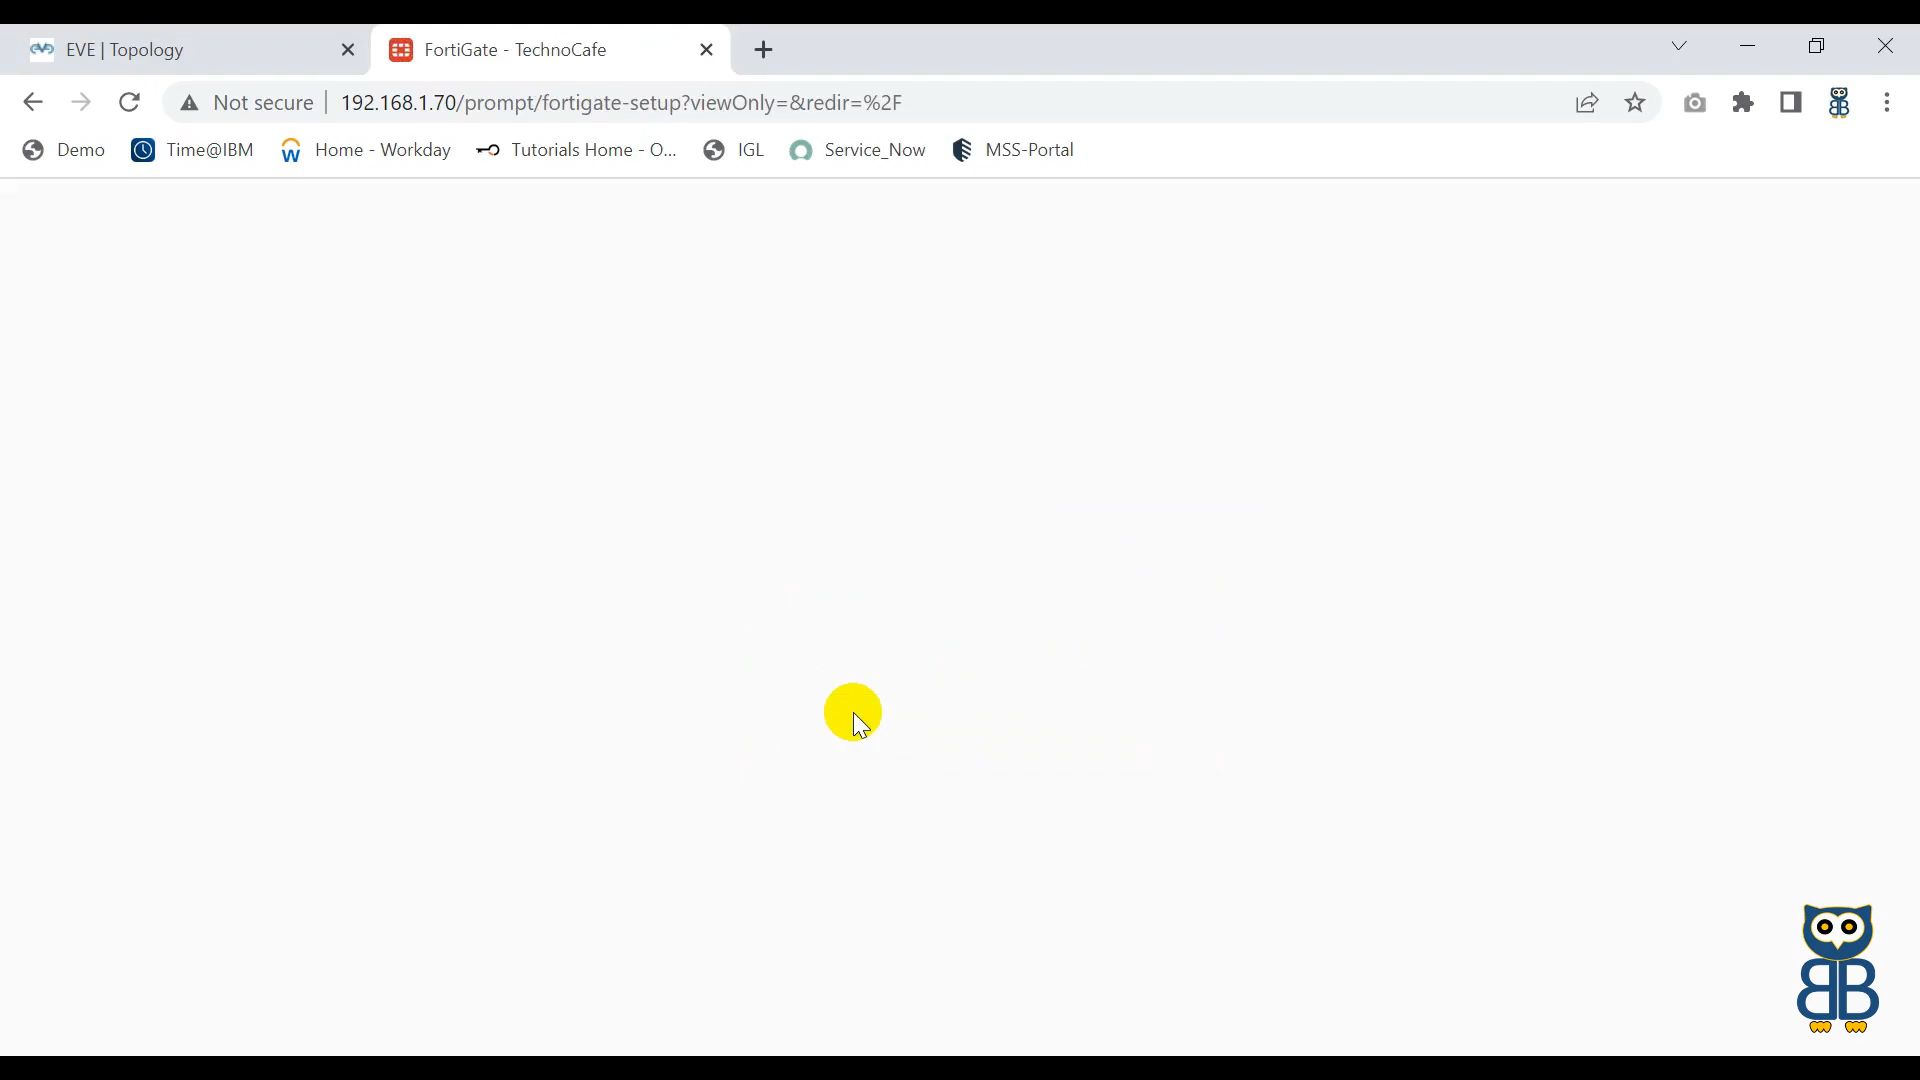 EVE | Topology
FortiGate - TechnoCafe
Not secure
192.168.1.70/prompt/fortigate-setup?viewOnly=&redir=%2F
Demo
Time@IBM
Home - Workday
Tutorials Home - O...
IGL
Service_Now
MSS-Portal
BB